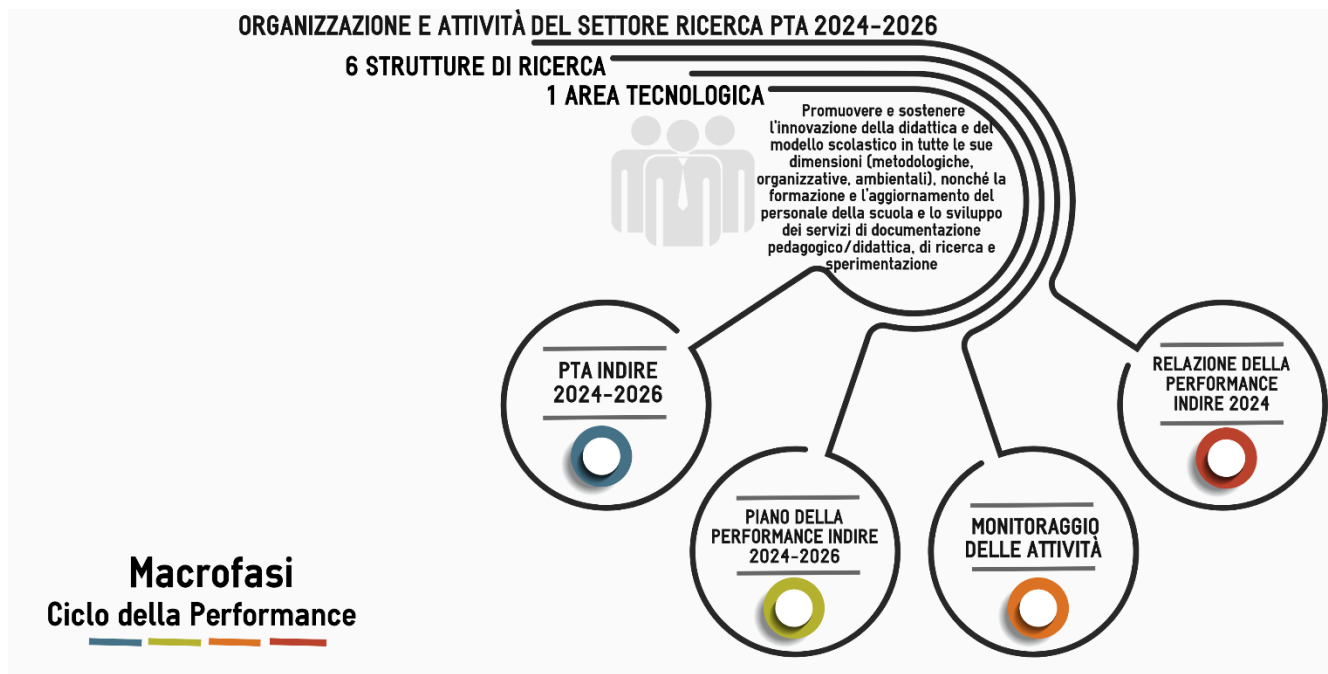 ORGANIZZAZIONE E ATTIVITÀ DEL SETTORE RICERCA PTA 2024-2026
6 STRUTTURE DI RICERCA
1 AREA TECNOLOGICA
Promuovere e sostenere
l'innovazione della didattica e del
modello scolastico in tutte le sue
dimensioni (metodologiche,
organizzative, ambientali), nonché la
formazione e l'aggiornamento del
personale della scuola e lo sviluppo
dei servizi di documentazione
pedagogico/didattica, di ricerca e
sperimentazione
PTA INDIRE
2024-2026
PIANO DELLA
PERFORMANCE INDIRE
2024-2026
MONITORAGGIO
DELLE ATTIVITÀ
RELAZIONE DELLA
PERFORMANCE
INDIRE 2024
Macrofasi
Ciclo della Performance